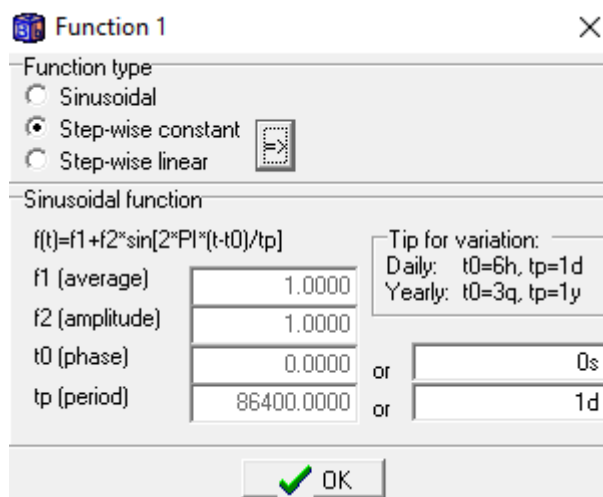 Function 1
Function type
Sinusoidal
Step-wise constant
=>
Step-wise linear
Sinusoidal function
f(t)=f1+f2*sin[2*PI*(t-t0)/tp]
Tip for variation:
Daily: t0=6h, tp=1d
Yearly: t0=3q, tp=1y
f1 (average) 1.0000
f2 (amplitude) 1.0000
t0 (phase) 0.0000 or 0s
tp (period) 86400.0000 or 1d
OK